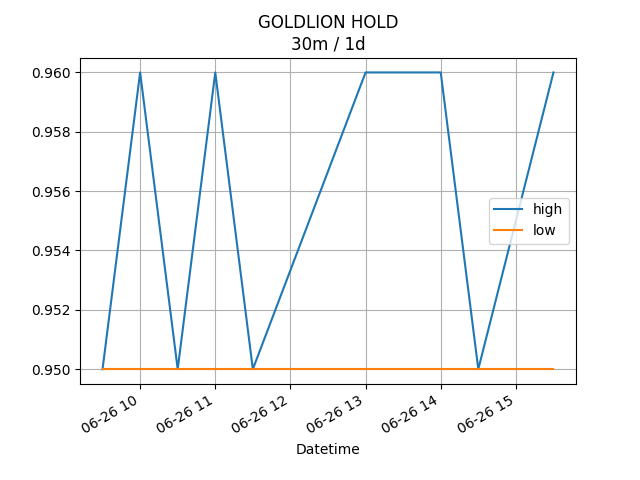 GOLDLION HOLD
30m / 1d
0.960
0.958
0.956
0.954
0.952
0.950
high
low
06-26 10
06-26 11
06-26 12
06-26 13
06-26 14
06-26 15
Datetime